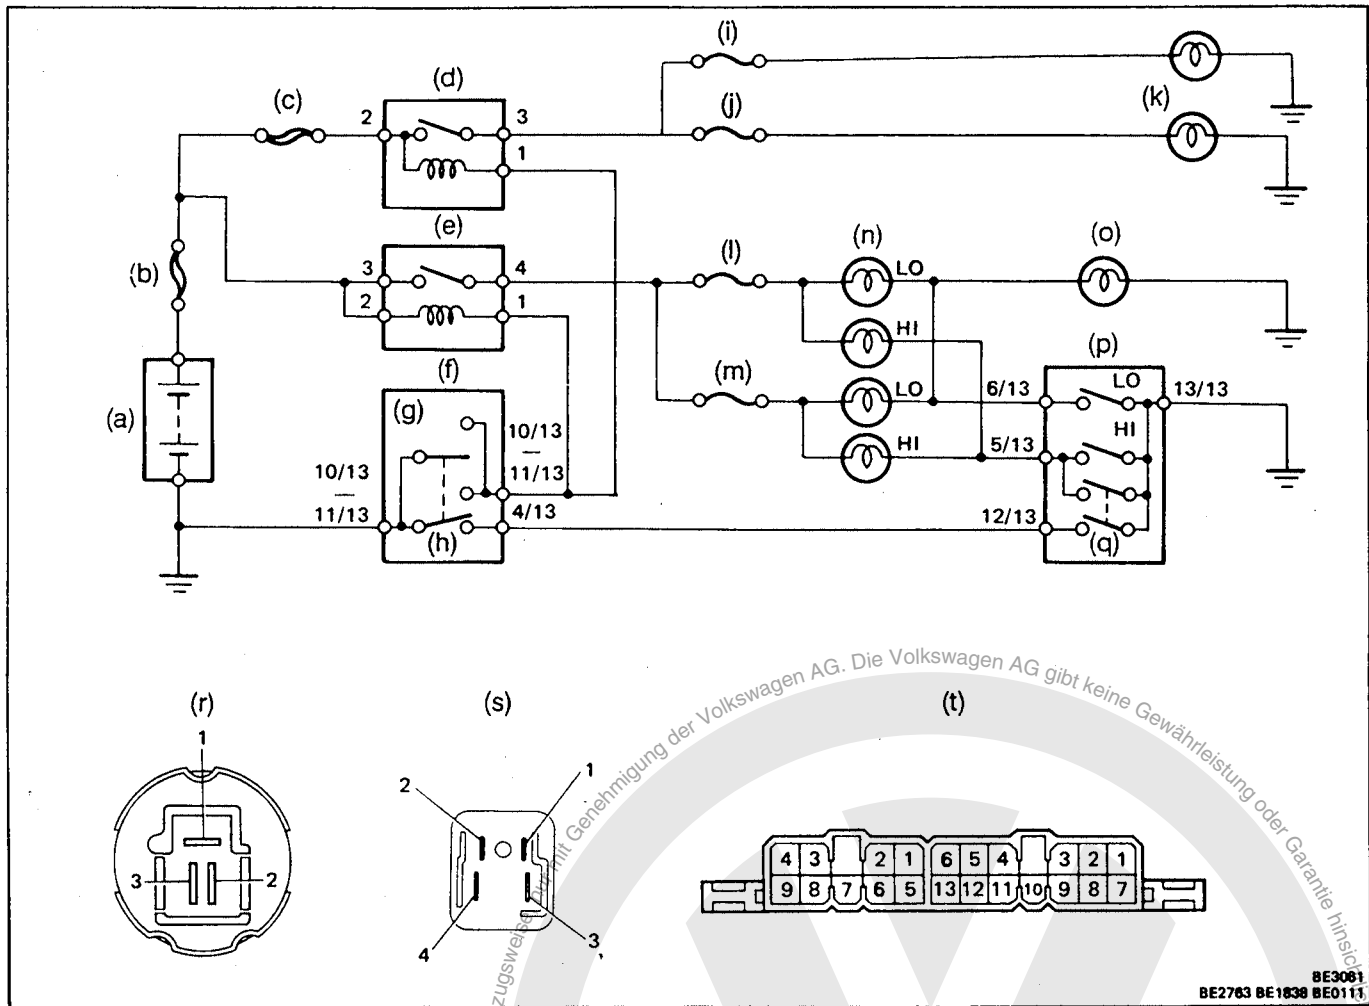 (i)
(d)
(c)
2
3
(j)
(k)
1
(e)
(b)
3
4
(l)
(n)
LO
(o)
2
1
HI
(f)
(m)
(p)
(a)
(g)
LO
6/13
LO
13/13
10/13
HI
5/13
HI
10/13
11/13
11/13
4/13
12/13
(h)
(q)
(r)
(s)
(t)
1
2
1
3
2
4
3
4 3 2 1 6 5 4 3 2 1
9 8 7 6 5 13 12 11 10 9 8 7
mit Genehmigung der Volkswagen AG. Die Volkswagen AG gibt keine Gewährleistung oder Garantie
BE3081
BE2763 BE1838 BE0111